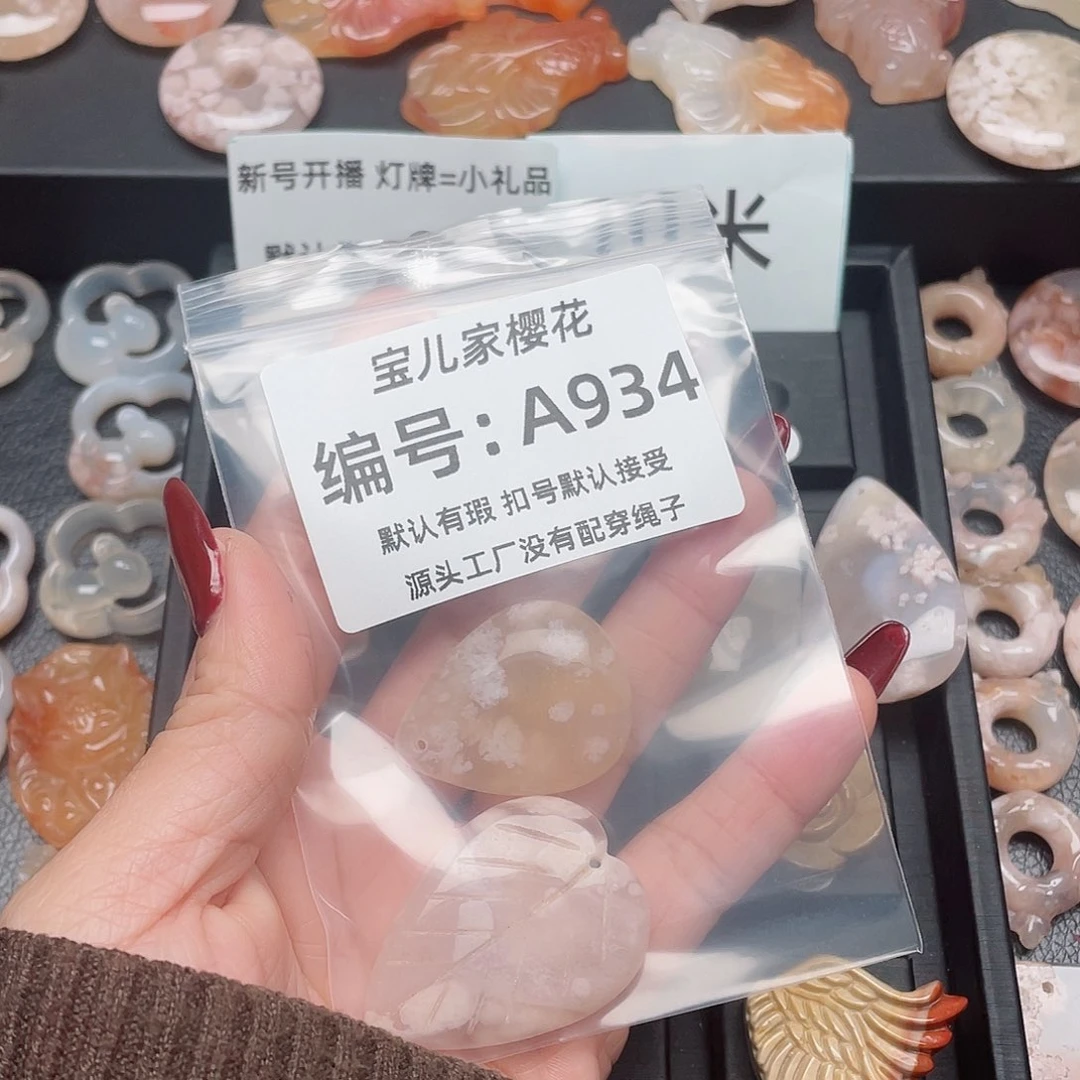 新号开播 灯牌=小礼品
默认
米
宝儿家樱花
编号:A934
默认有瑕 扣号默认接受
源头工厂没有配穿绳子